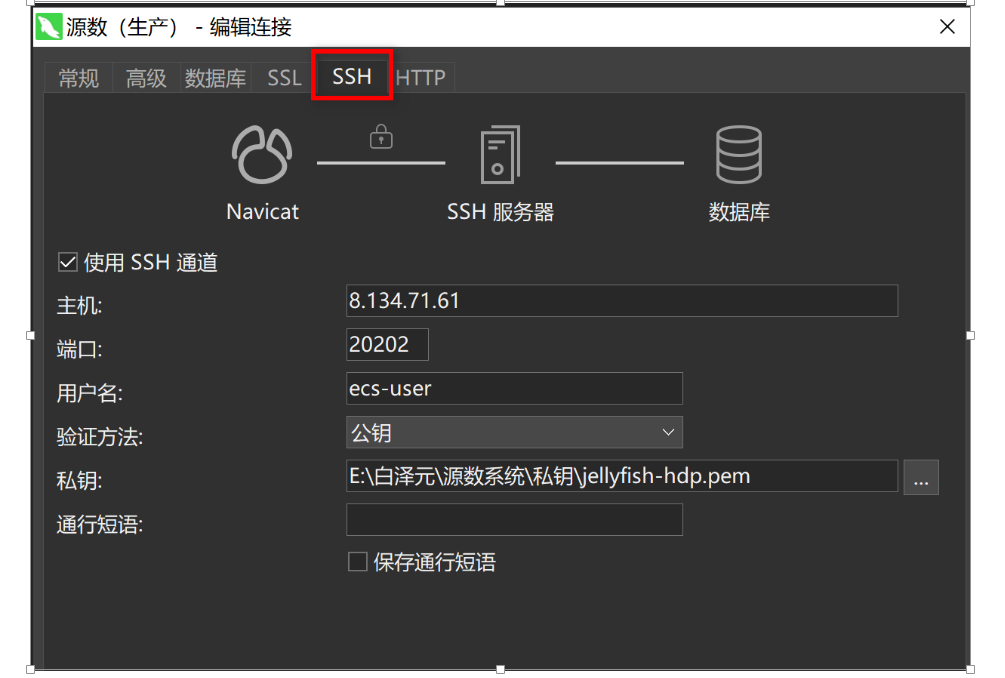 源数（生产） - 编辑连接
常规 高级 数据库 SSL SSH HTTP
Navicat SSH 服务器 数据库
使用 SSH 通道
主机: 8.134.71.61
端口: 20202
用户名: ecs-user
验证方法: 公钥
私钥: E:\白泽元\源数系统\私钥\jellyfish-hdp.pem ...
通行短语:
保存通行短语